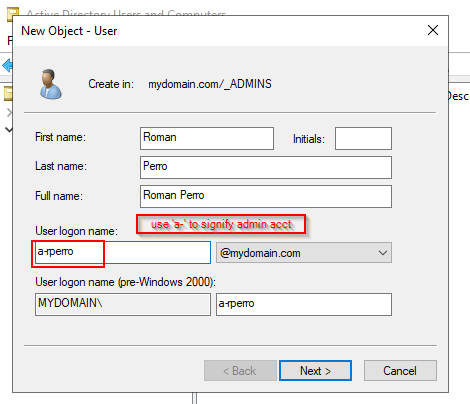 Active Directory Users and Computers
New Object - User
Create in: mydomain.com/_ADMINS
Desc
First name: Roman Initials:
Last name: Perro
Full name: Roman Perro
use 'a-' to signify admin acct
User logon name:
a-rperro @mydomain.com
User logon name (pre-Windows 2000):
MYDOMAIN\ a-rperro
< Back Next > Cancel